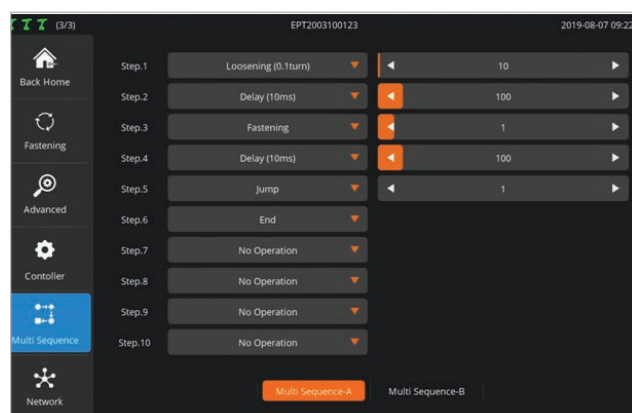 T T T (3/3) EPT2003100123 2019-08-07 09:22
Back Home
Fastening
Advanced
Contoller
Multi Sequence
Network
Step.1 Loosening (0.1turn) 10
Step.2 Delay (10ms) 100
Step.3 Fastening 1
Step.4 Delay (10ms) 100
Step.5 Jump 1
Step.6 End
Step.7 No Operation
Step.8 No Operation
Step.9 No Operation
Step.10 No Operation
Multi Sequence-A Multi Sequence-B